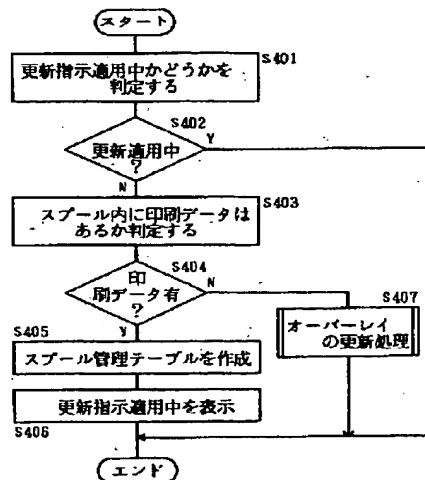 スタート
S401
更新指示適用中かどうかを
判定する
S402
更新適用中
?
Y
N
S403
スプール内に印刷データは
あるか判定する
S404
印
刷データ有
?
N
Y
S407
オーバーレイ
の更新処理
S405
スプール管理テーブルを作成
更新指示適用中を表示
S406
エンド